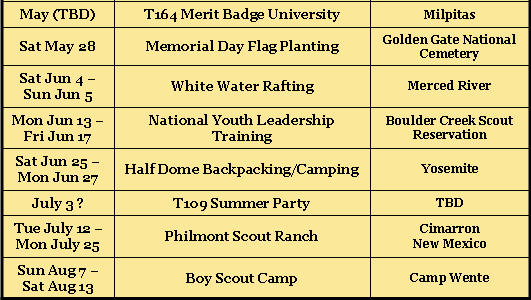 May (TBD) T164 Merit Badge University Milpitas
Sat May 28 Memorial Day Flag Planting Golden Gate National
Cemetery
Sat Jun 4 –
Sun Jun 5 White Water Rafting Merced River
Mon Jun 13 –
Fri Jun 17 National Youth Leadership
Training Boulder Creek Scout
Reservation
Sat Jun 25 –
Mon Jun 27 Half Dome Backpacking/Camping Yosemite
July 3 ? T109 Summer Party TBD
Tue July 12 –
Mon July 25 Philmont Scout Ranch Cimarron
New Mexico
Sun Aug 7 –
Sat Aug 13 Boy Scout Camp Camp Wente